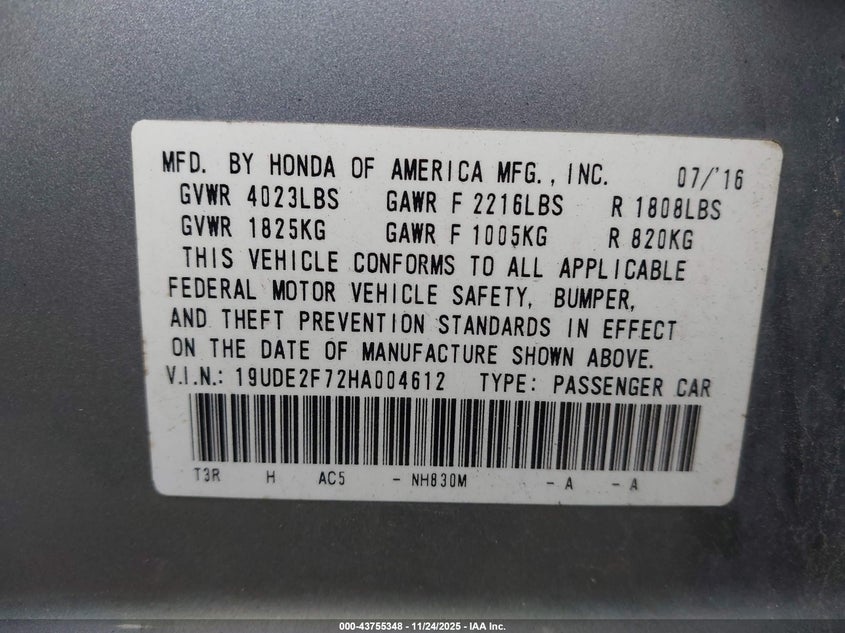 MFD. BY HONDA OF AMERICA MFG., INC. 07/'16
GVWR 4023LBS GAWR F 2216LBS R 1808LBS
GVWR 1825KG GAWR F 1005KG R 820KG
THIS VEHICLE CONFORMS TO ALL APPLICABLE
FEDERAL MOTOR VEHICLE SAFETY, BUMPER,
AND THEFT PREVENTION STANDARDS IN EFFECT
ON THE DATE OF MANUFACTURE SHOWN ABOVE.
V.I.N.: 19UDE2F72HA004612 TYPE: PASSENGER CAR
T3R H AC5 - NH830M - A - A
000-43755348 - 11/24/2025 - IAA Inc.